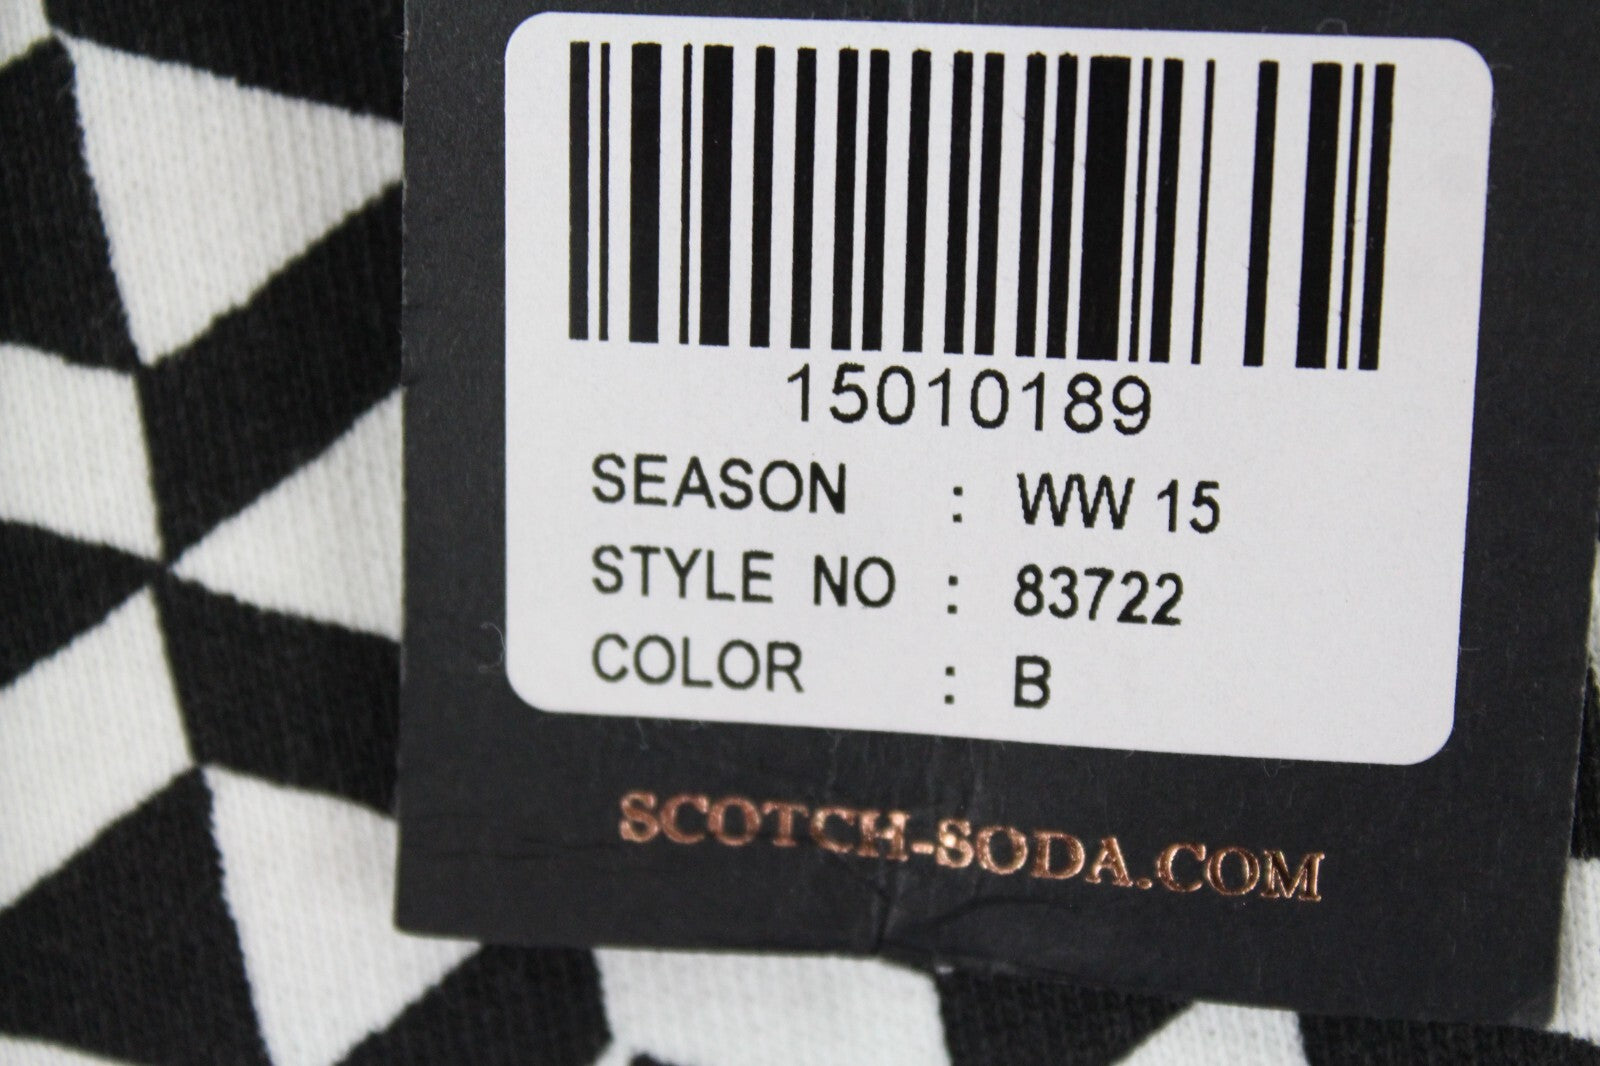 15010189
SEASON : WW 15
STYLE NO : 83722
COLOR : B
SCOTCH-SODA.COM